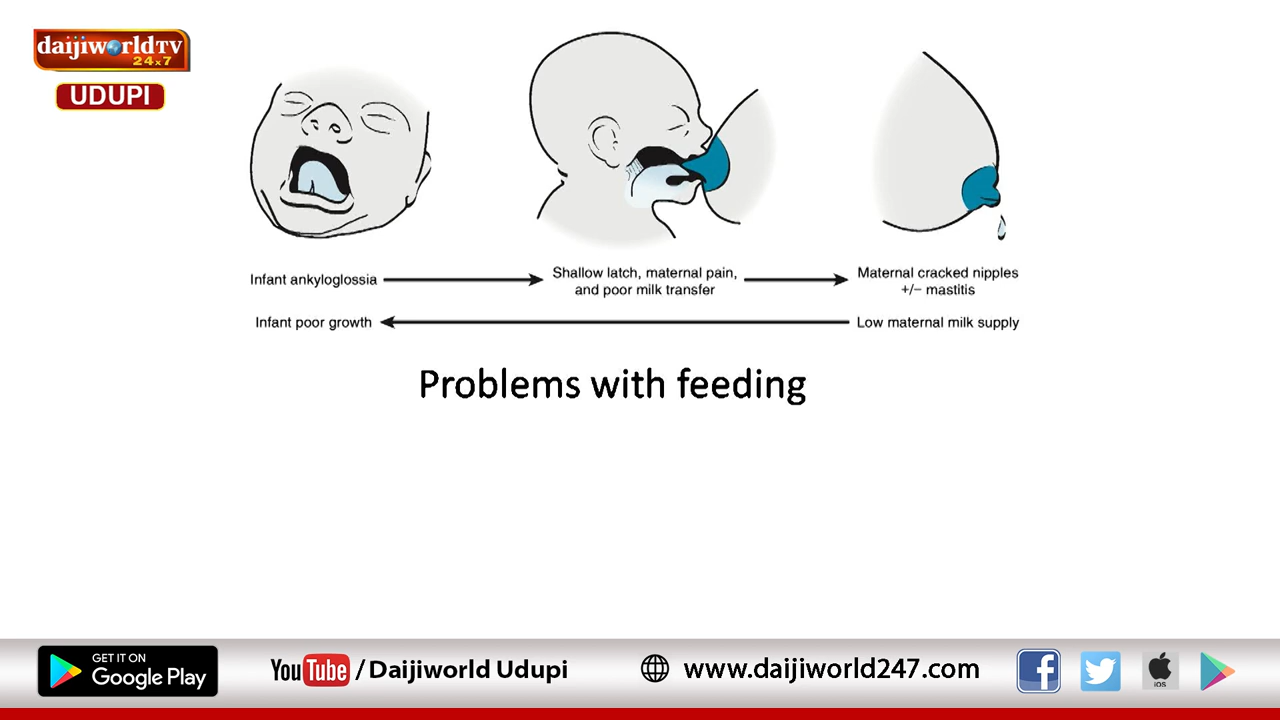 daijiworldTV
24x7
UDUPI
Infant ankyloglossia
Shallow latch, maternal pain,
and poor milk transfer
Maternal cracked nipples
+/− mastitis
Infant poor growth
Low maternal milk supply
Problems with feeding
GET IT ON
Google Play
YouTube / Daijiworld Udupi
www.daijiworld247.com
f
iOS